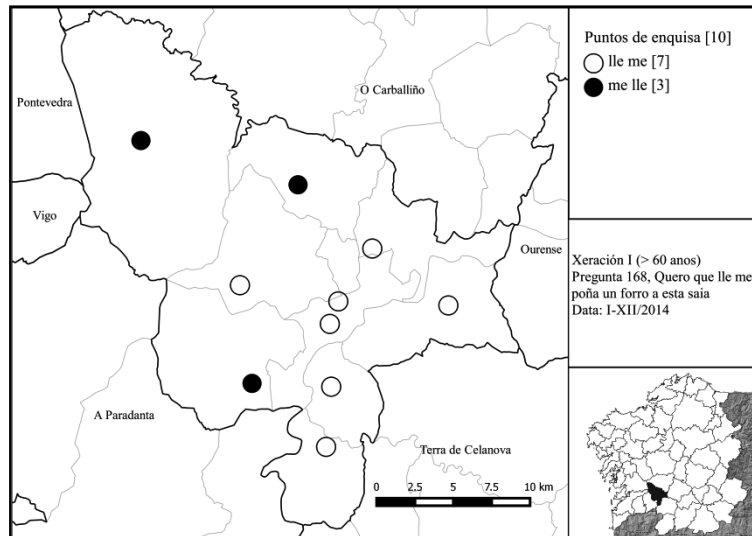 Pontevedra
O Carballiño
Vigo
Ourense
A Paradanta
Terra de Celanova
0 2.5 5 7.5 10 km
Puntos de enquisa [10]
lle me [7]
me lle [3]
Xeración I (> 60 anos)
Pregunta 168, Quero que lle me
poña un forro a esta saia
Data: I-XII/2014